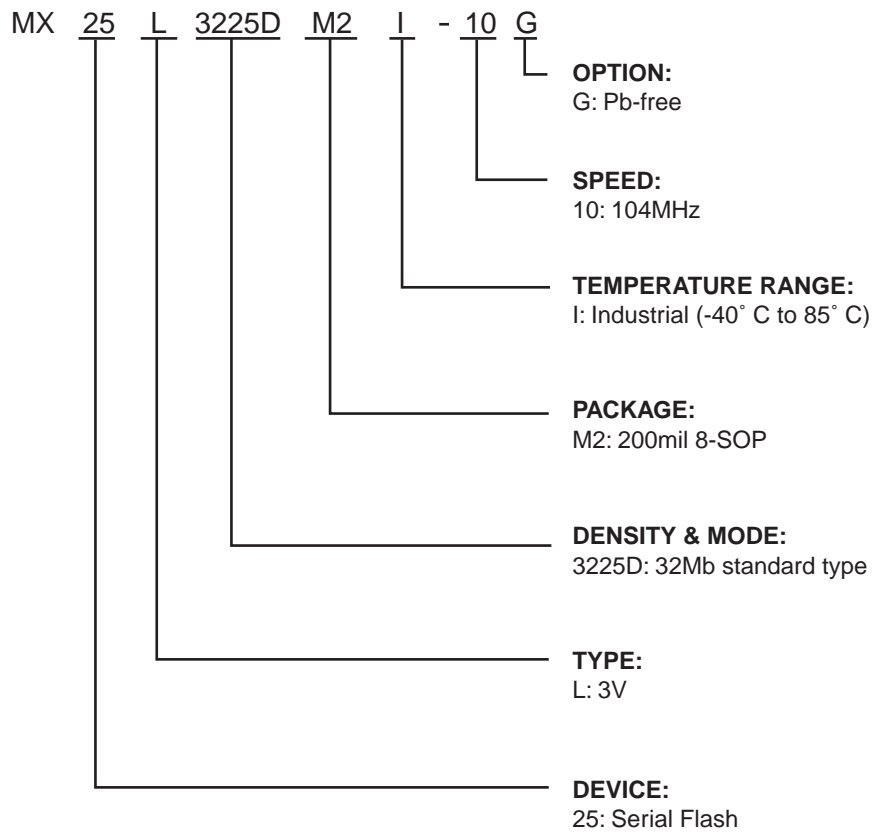 MX 25 L 3225D M2 I - 10 G
OPTION:
G: Pb-free
SPEED:
10: 104MHz
TEMPERATURE RANGE:
I: Industrial (-40˚ C to 85˚ C)
PACKAGE:
M2: 200mil 8-SOP
DENSITY & MODE:
3225D: 32Mb standard type
TYPE:
L: 3V
DEVICE:
25: Serial Flash